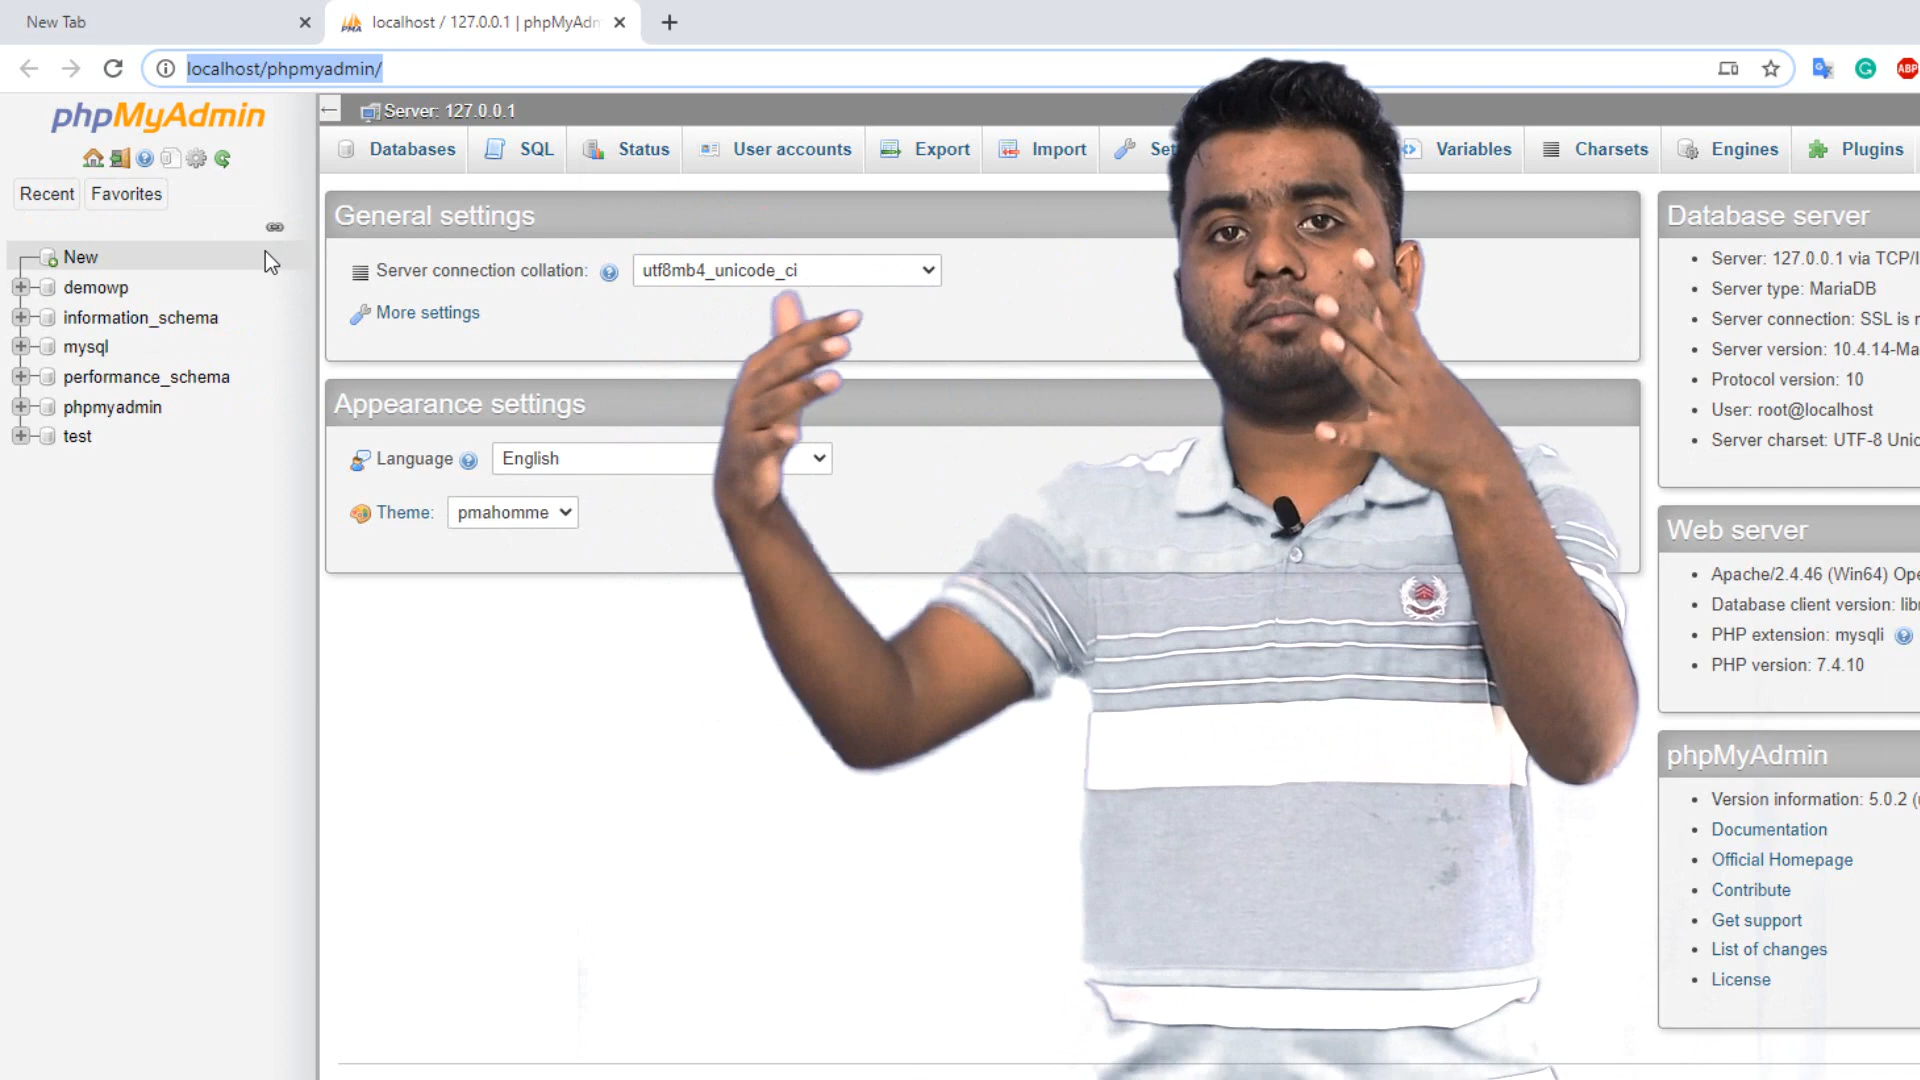 New Tab
localhost / 127.0.0.1 | phpMyAdm
localhost/phpmyadmin/
ABP
phpMyAdmin
Recent
Favorites
New
demowp
information_schema
mysql
performance_schema
phpmyadmin
test
Server: 127.0.0.1
Databases
SQL
Status
User accounts
Export
Import
Variables
Charsets
Engines
Plugins
General settings
Server connection collation:
utf8mb4_unicode_ci
More settings
Appearance settings
Language
English
Theme:
pmahomme
Database server
Server: 127.0.0.1 via TCP/I
Server type: MariaDB
Server connection: SSL is
Server version: 10.4.14-Ma
Protocol version: 10
User: root@localhost
Server charset: UTF-8 Unic
Web server
Apache/2.4.46 (Win64) Ope
Database client version:
PHP extension: mysqli
PHP version: 7.4.10
phpMyAdmin
Version information: 5.0.2
Documentation
Official Homepage
Contribute
Get support
List of changes
License